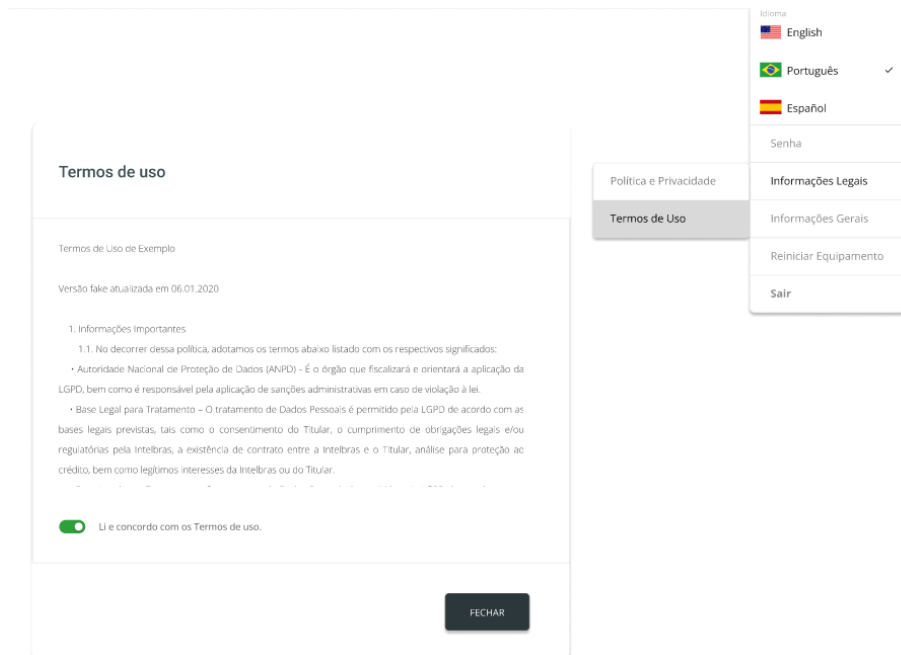 Idioma
English
Português
Español
Senha
Informações Legais
Informações Gerais
Reiniciar Equipamento
Sair
Política e Privacidade
Termos de Uso
Termos de uso
Termos de Uso de Exemplo
Versão fake atualizada em 06.01.2020
1. Informações Importantes
1.1. No decorrer dessa política, adotamos os termos abaixo listado com os respectivos significados:
• Autoridade Nacional de Proteção de Dados (ANPD) - É o órgão que fiscalizará e orientará a aplicação da
LGPD, bem como é responsável pela aplicação de sanções administrativas em caso de violação à lei.
• Base Legal para Tratamento – O tratamento de Dados Pessoais é permitido pela LGPD de acordo com as
bases legais previstas, tais como o consentimento do Titular, o cumprimento de obrigações legais e/ou
regulatórias pela Intelbras, a existência de contrato entre a Intelbras e o Titular, análise para proteção ao
crédito, bem como legítimos interesses da Intelbras ou do Titular.
Li e concordo com os Termos de uso.
FECHAR